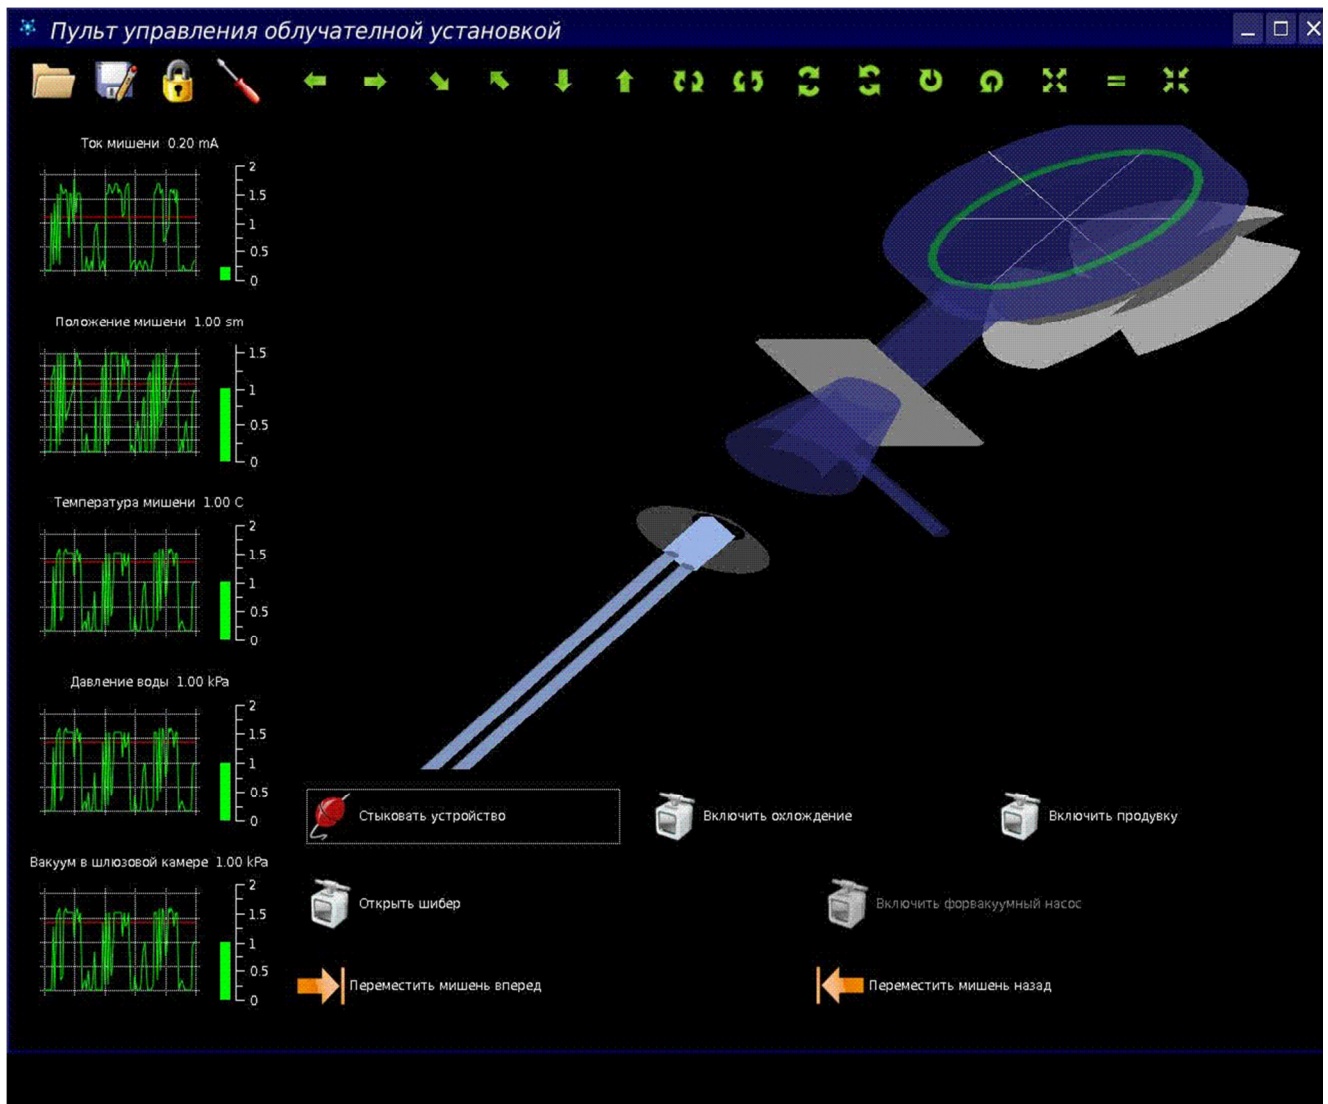 Пульт управления облучателной установкой
Ток мишени 0.20 mA
2
1.5
1
0.5
0
Положение мишени 1.00 sm
1.5
1
0.5
0
Температура мишени 1.00 C
2
1.5
1
0.5
0
Давление воды 1.00 kPa
2
1.5
1
0.5
0
Вакуум в шлюзовой камере 1.00 kPa
2
1.5
1
0.5
0
Стыковать устройство
Включить охлождение
Включить продувку
Открыть шибер
Включить форвакуумный насос
Переместить мишень вперед
Переместить мишень назад